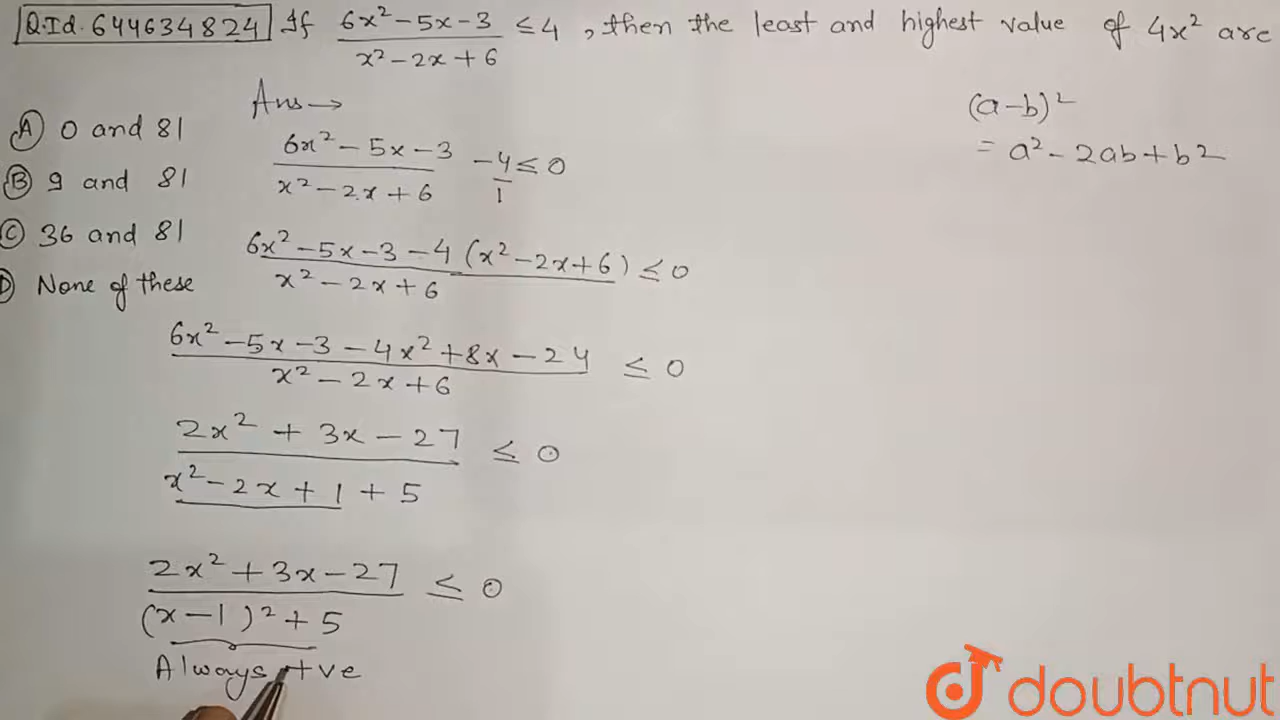 Q.Id. 644634824 If (6x² - 5x - 3)/(x² - 2x + 6) ≤ 4, then the least and highest value of 4x² are
(A) 0 and 81
(B) 9 and 81
(C) 36 and 81
(D) None of these
Ans →
(6x² - 5x - 3)/(x² - 2x + 6) - 4/1 ≤ 0
(6x² - 5x - 3 - 4(x² - 2x + 6))/(x² - 2x + 6) ≤ 0
(6x² - 5x - 3 - 4x² + 8x - 24)/(x² - 2x + 6) ≤ 0
(2x² + 3x - 27)/(x² - 2x + 1 + 5) ≤ 0
(2x² + 3x - 27)/((x - 1)² + 5) ≤ 0
Always +ve
(a - b)²
= a² - 2ab + b²
doubtnut